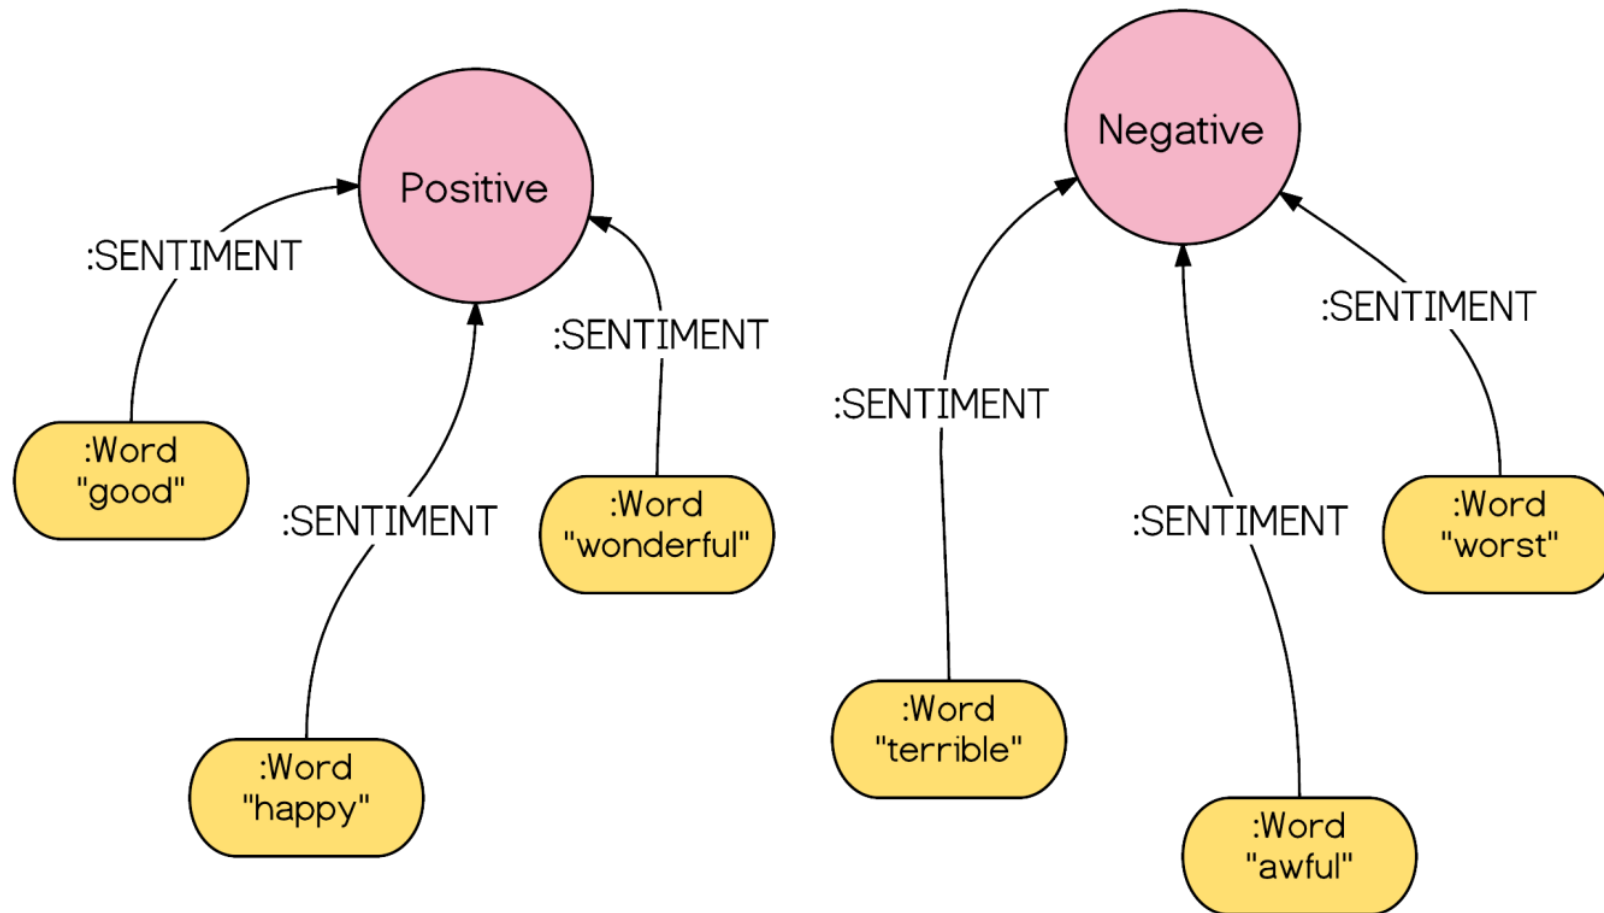 Positive
:SENTIMENT
:SENTIMENT
:SENTIMENT
:Word
"good"
:Word
"wonderful"
:Word
"happy"
Negative
:SENTIMENT
:SENTIMENT
:SENTIMENT
:Word
"worst"
:Word
"terrible"
:Word
"awful"